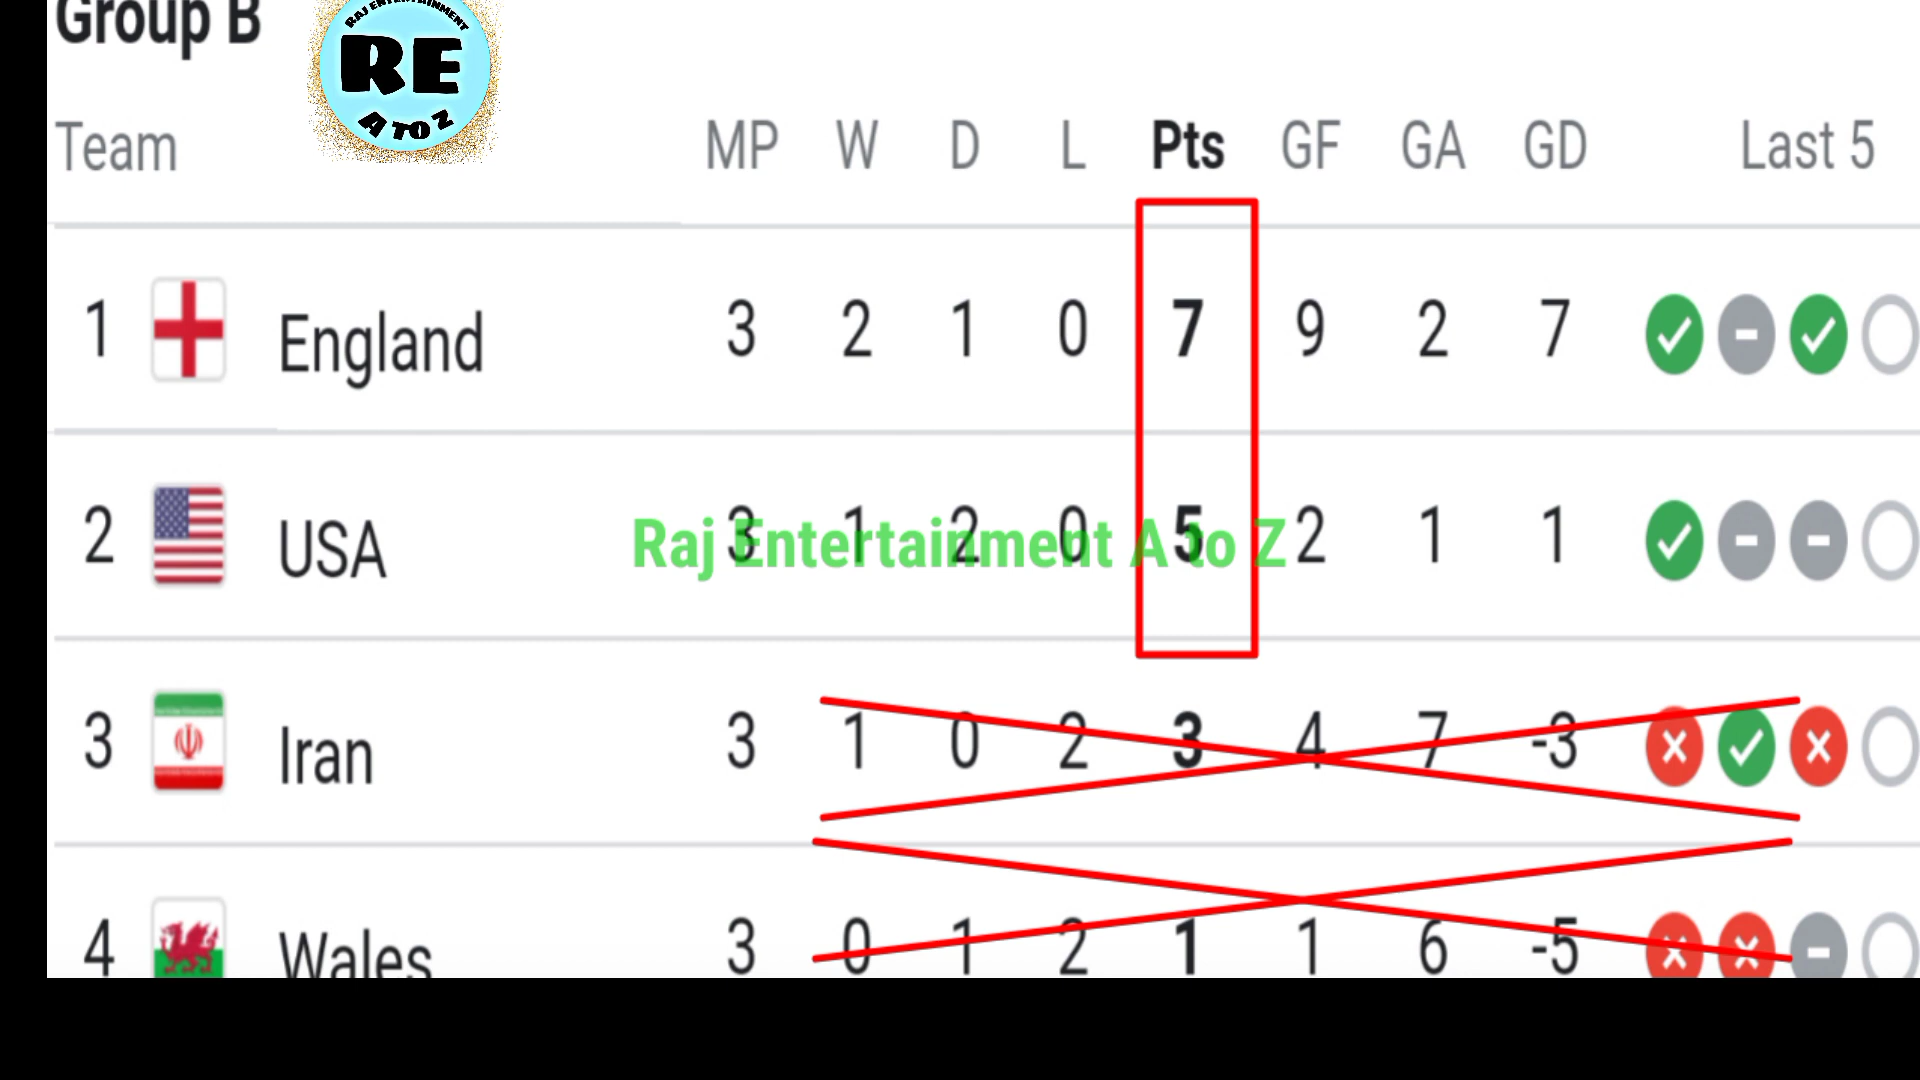 Group B
RAJ ENTERTAINMENT
RE
A TO Z
Team MP W D L Pts GF GA GD Last 5
1 England 3 2 1 0 7 9 2 7
2 USA 3 1 2 0 5 2 1 1
Raj Entertainment A to Z
3 Iran 3 1 0 2 3 4 7 -3
4 Wales 3 0 1 2 1 1 6 -5